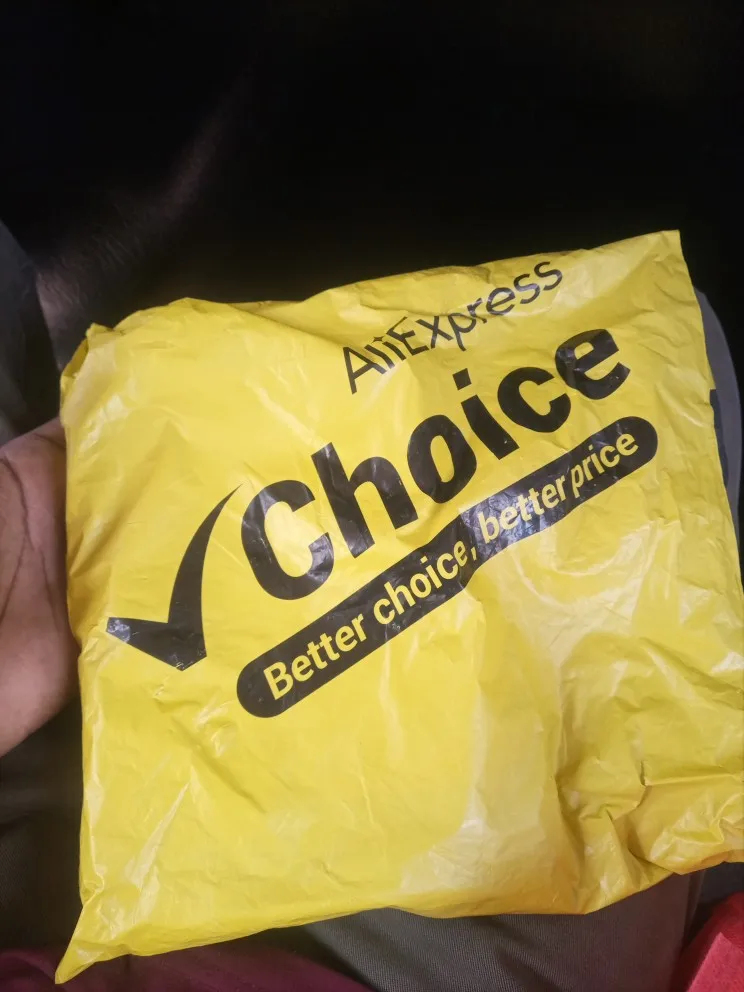 AliExpress
Choice
Better choice, better price